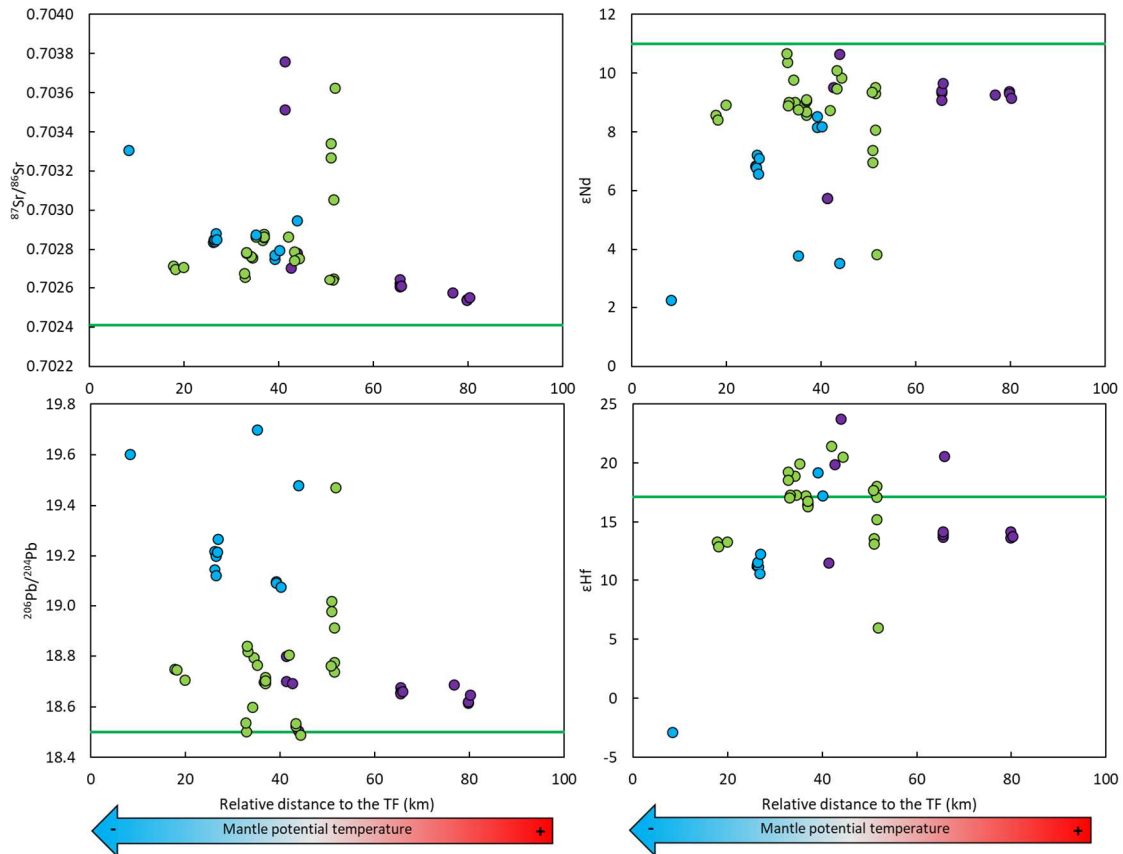 0.7040
0.7038
0.7036
0.7034
0.7032
0.7030
0.7028
0.7026
0.7024
0.7022
⁸⁷Sr/⁸⁶Sr
0 20 40 60 80 100
12
10
8
6
4
2
0
εNd
0 20 40 60 80 100
19.8
19.6
19.4
19.2
19.0
18.8
18.6
18.4
²⁰⁶Pb/²⁰⁴Pb
0 20 40 60 80 100
Relative distance to the TF (km)
- Mantle potential temperature +
25
20
15
10
5
0
-5
εHf
0 20 40 60 80 100
Relative distance to the TF (km)
- Mantle potential temperature +